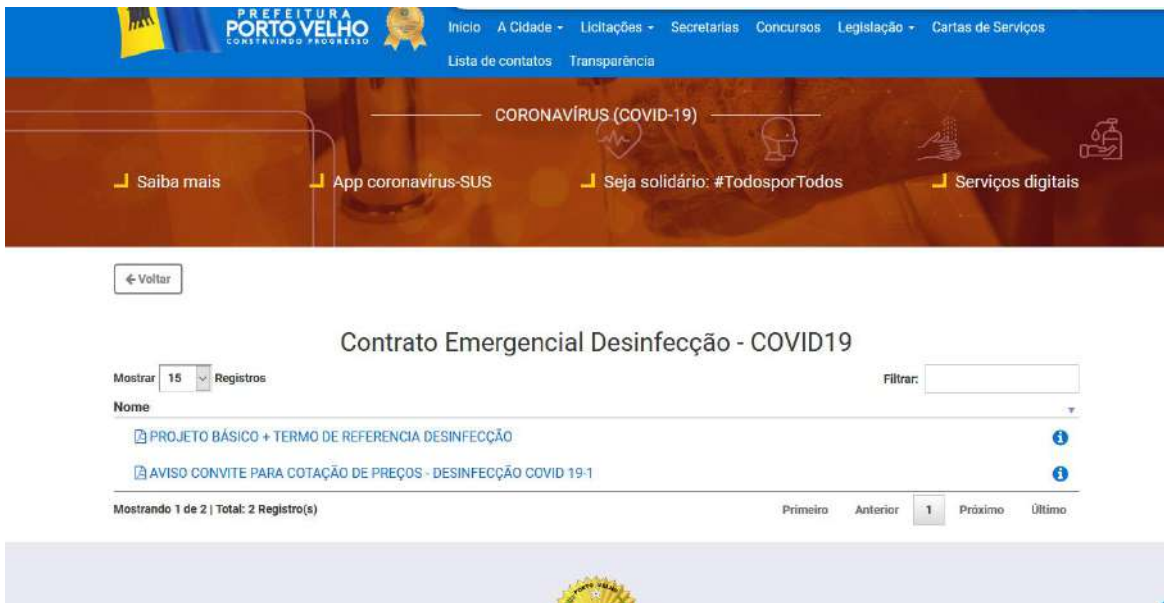 PREFEITURA
PORTO VELHO
CONSTRUINDO PROGRESSO
Início A Cidade Licitações Secretarias Concursos Legislação Cartas de Serviços
Lista de contatos Transparência
CORONAVÍRUS (COVID-19)
Saiba mais App coronavírus-SUS Seja solidário: #TodosporTodos Serviços digitais
Voltar
Contrato Emergencial Desinfecção - COVID19
Mostrar 15 Registros Filtrar:
Nome
PROJETO BÁSICO + TERMO DE REFERENCIA DESINFECÇÃO
AVISO CONVITE PARA COTAÇÃO DE PREÇOS - DESINFECÇÃO COVID 19-1
Mostrando 1 de 2 | Total: 2 Registro(s) Primeiro Anterior 1 Próximo Último
PORTO VELHO